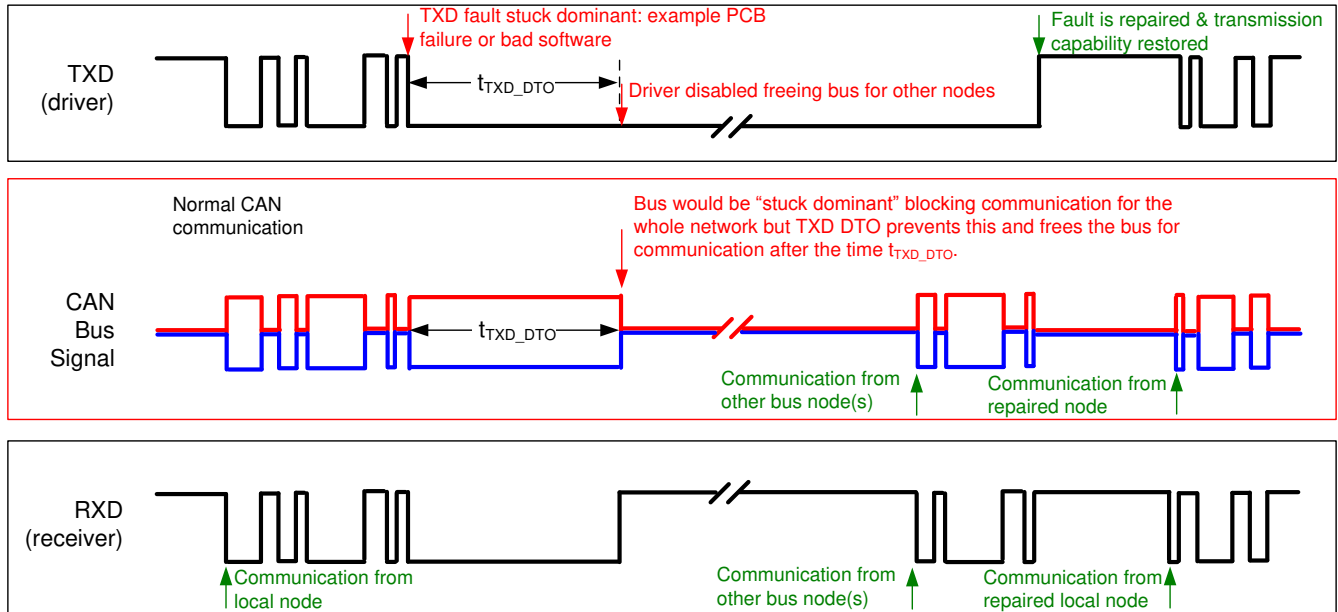 TXD fault stuck dominant: example PCB
failure or bad software
Fault is repaired & transmission
capability restored
TXD
(driver)
tTXD_DTO
Driver disabled freeing bus for other nodes
Normal CAN
communication
Bus would be “stuck dominant” blocking communication for the
whole network but TXD DTO prevents this and frees the bus for
communication after the time tTXD_DTO.
CAN
Bus
Signal
tTXD_DTO
Communication from
other bus node(s)
Communication from
repaired node
RXD
(receiver)
Communication from
local node
Communication from
other bus node(s)
Communication from
repaired local node